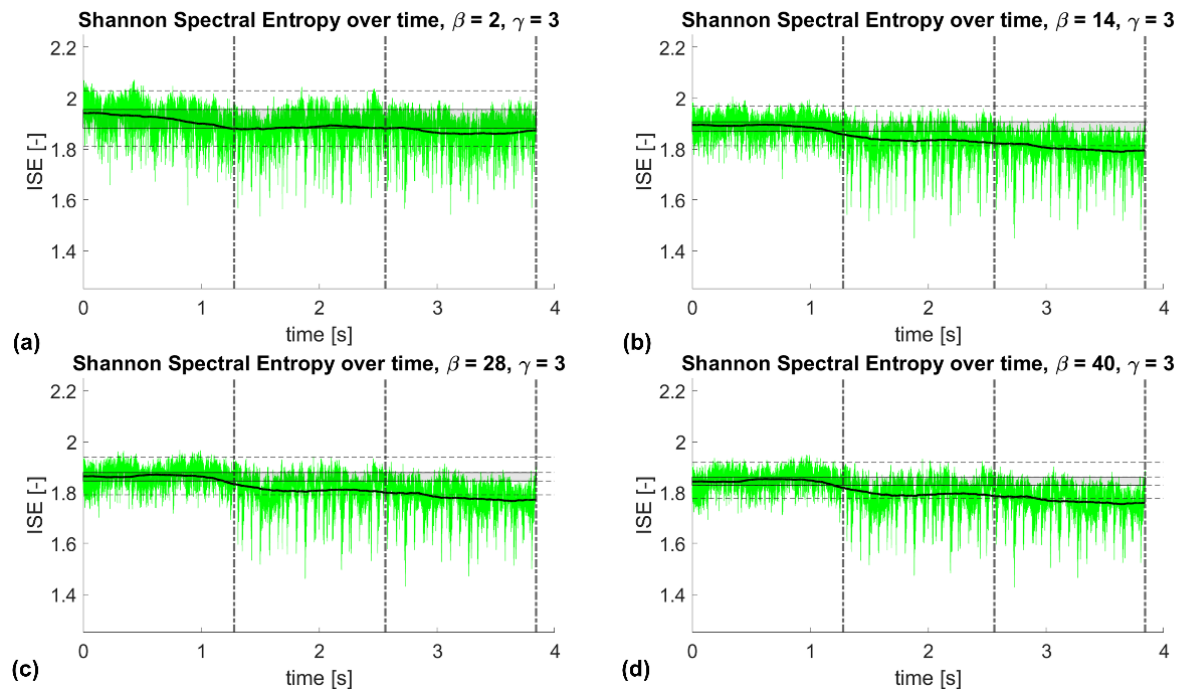 Shannon Spectral Entropy over time, β = 2, γ = 3
2.2
2
1.8
1.6
1.4
ISE [-]
0 1 2 3 4
time [s]
(a)
Shannon Spectral Entropy over time, β = 14, γ = 3
2.2
2
1.8
1.6
1.4
ISE [-]
0 1 2 3 4
time [s]
(b)
Shannon Spectral Entropy over time, β = 28, γ = 3
2.2
2
1.8
1.6
1.4
ISE [-]
0 1 2 3 4
time [s]
(c)
Shannon Spectral Entropy over time, β = 40, γ = 3
2.2
2
1.8
1.6
1.4
ISE [-]
0 1 2 3 4
time [s]
(d)